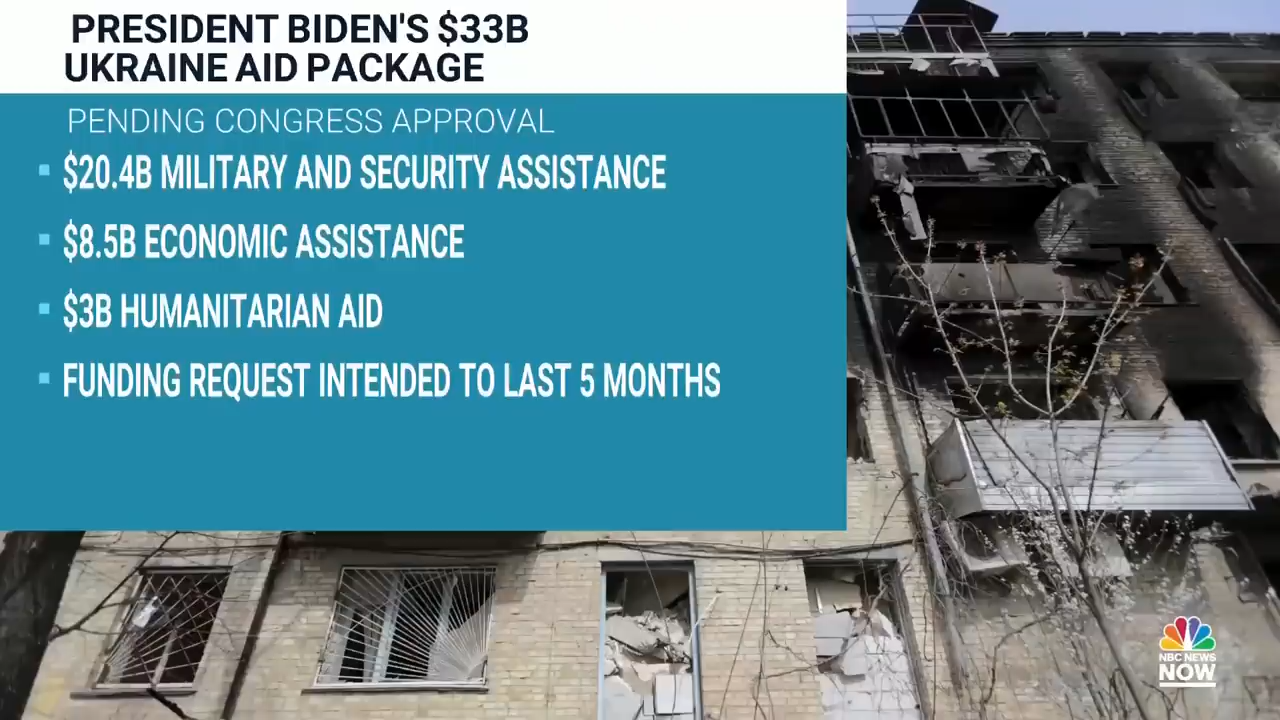 PRESIDENT BIDEN'S $33B
UKRAINE AID PACKAGE
PENDING CONGRESS APPROVAL
$20.4B MILITARY AND SECURITY ASSISTANCE
$8.5B ECONOMIC ASSISTANCE
$3B HUMANITARIAN AID
FUNDING REQUEST INTENDED TO LAST 5 MONTHS
NBC NEWS
NOW